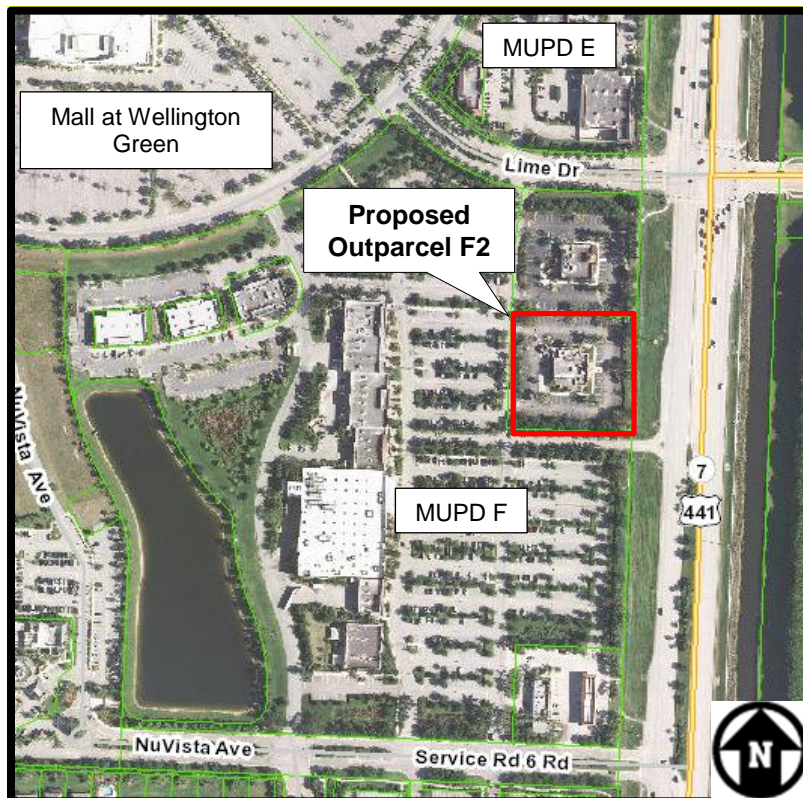 MUPD E
Mall at Wellington
Green
Lime Dr
Proposed
Outparcel F2
NuVista Ave
7
441
MUPD F
NuVista Ave
Service Rd 6 Rd
N